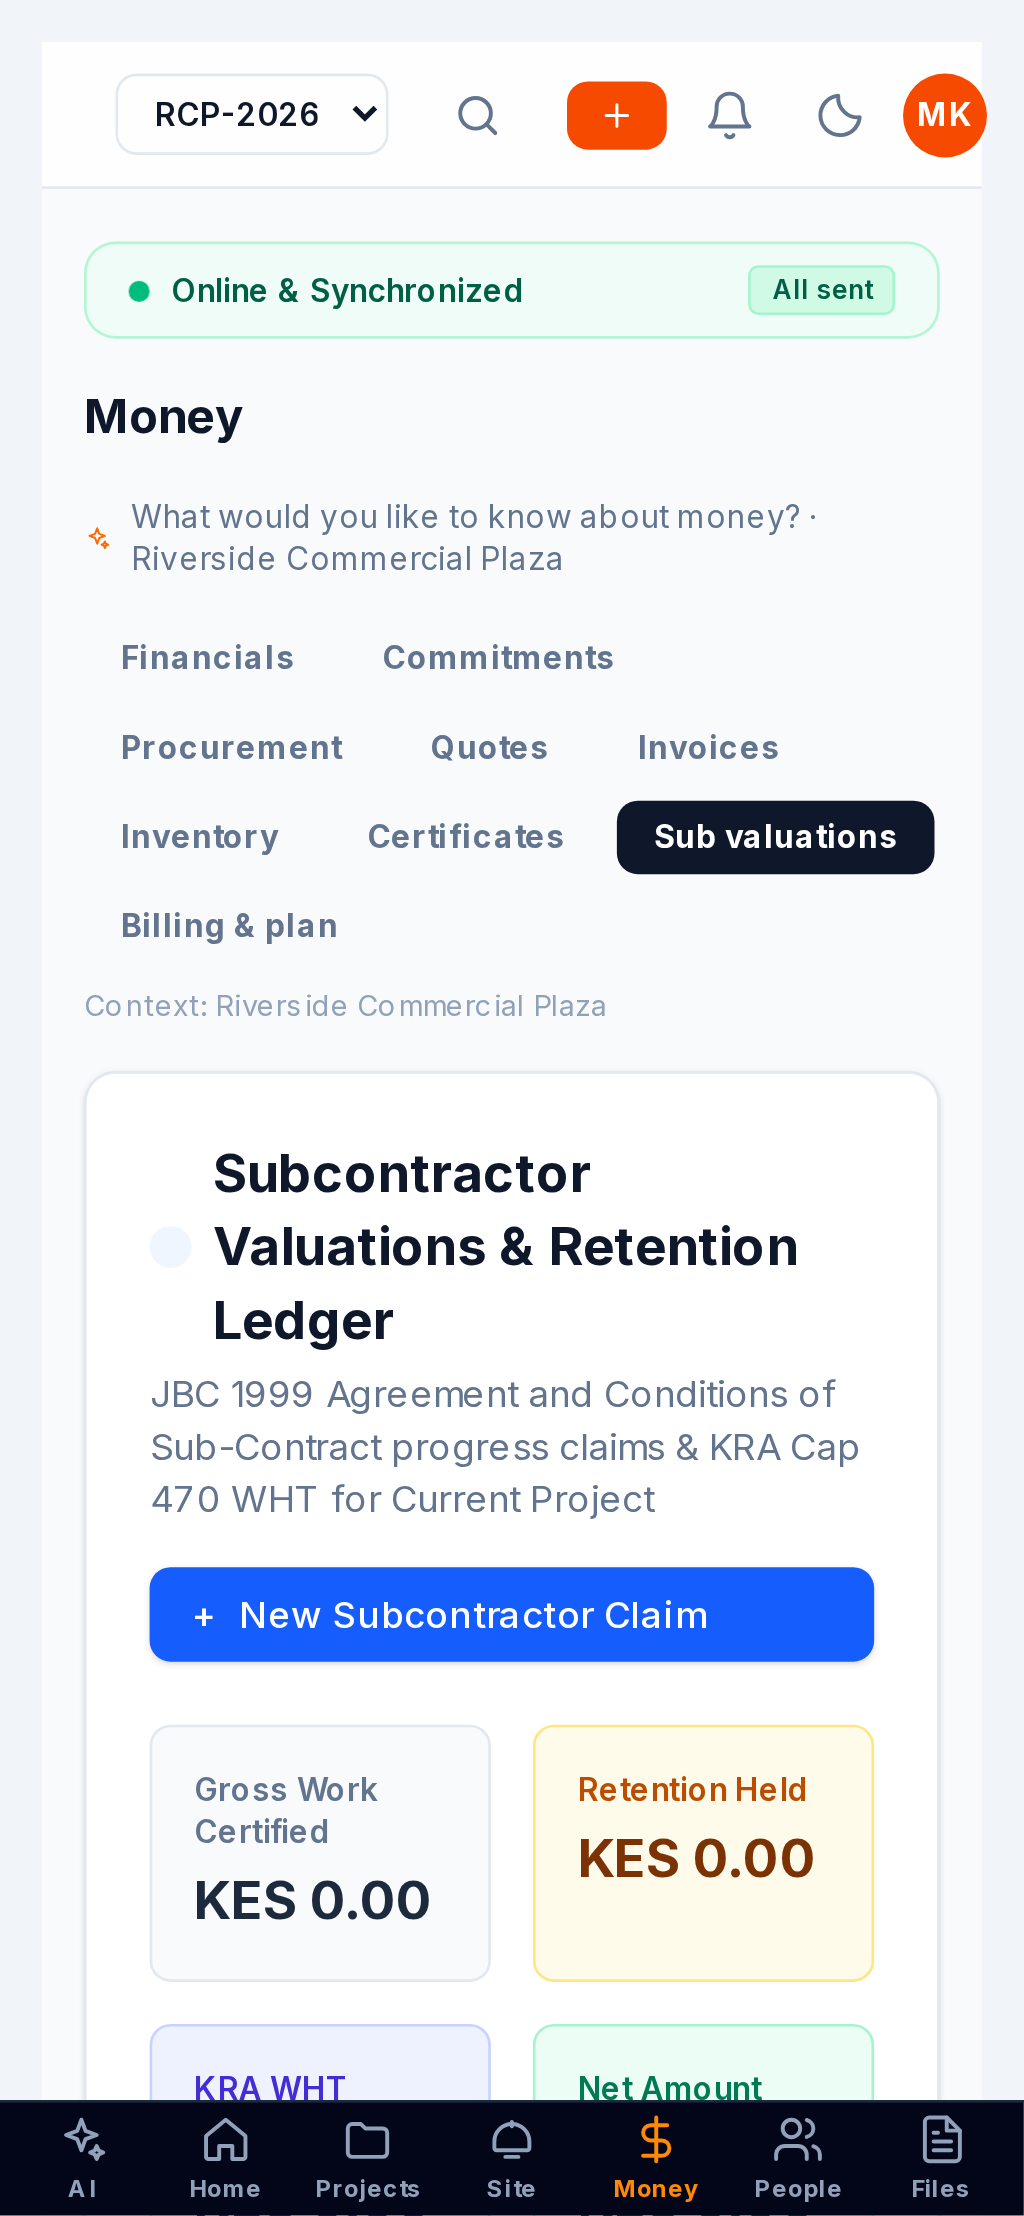 RCP-2026
+
MK
Online & Synchronized
All sent
Money
What would you like to know about money? ·
Riverside Commercial Plaza
Financials
Commitments
Procurement
Quotes
Invoices
Inventory
Certificates
Sub valuations
Billing & plan
Context: Riverside Commercial Plaza
Subcontractor
Valuations & Retention
Ledger
JBC 1999 Agreement and Conditions of
Sub-Contract progress claims & KRA Cap
470 WHT for Current Project
+ New Subcontractor Claim
Gross Work
Certified
KES 0.00
Retention Held
KES 0.00
KRA WHT
Net Amount
AI
Home
Projects
Site
Money
People
Files